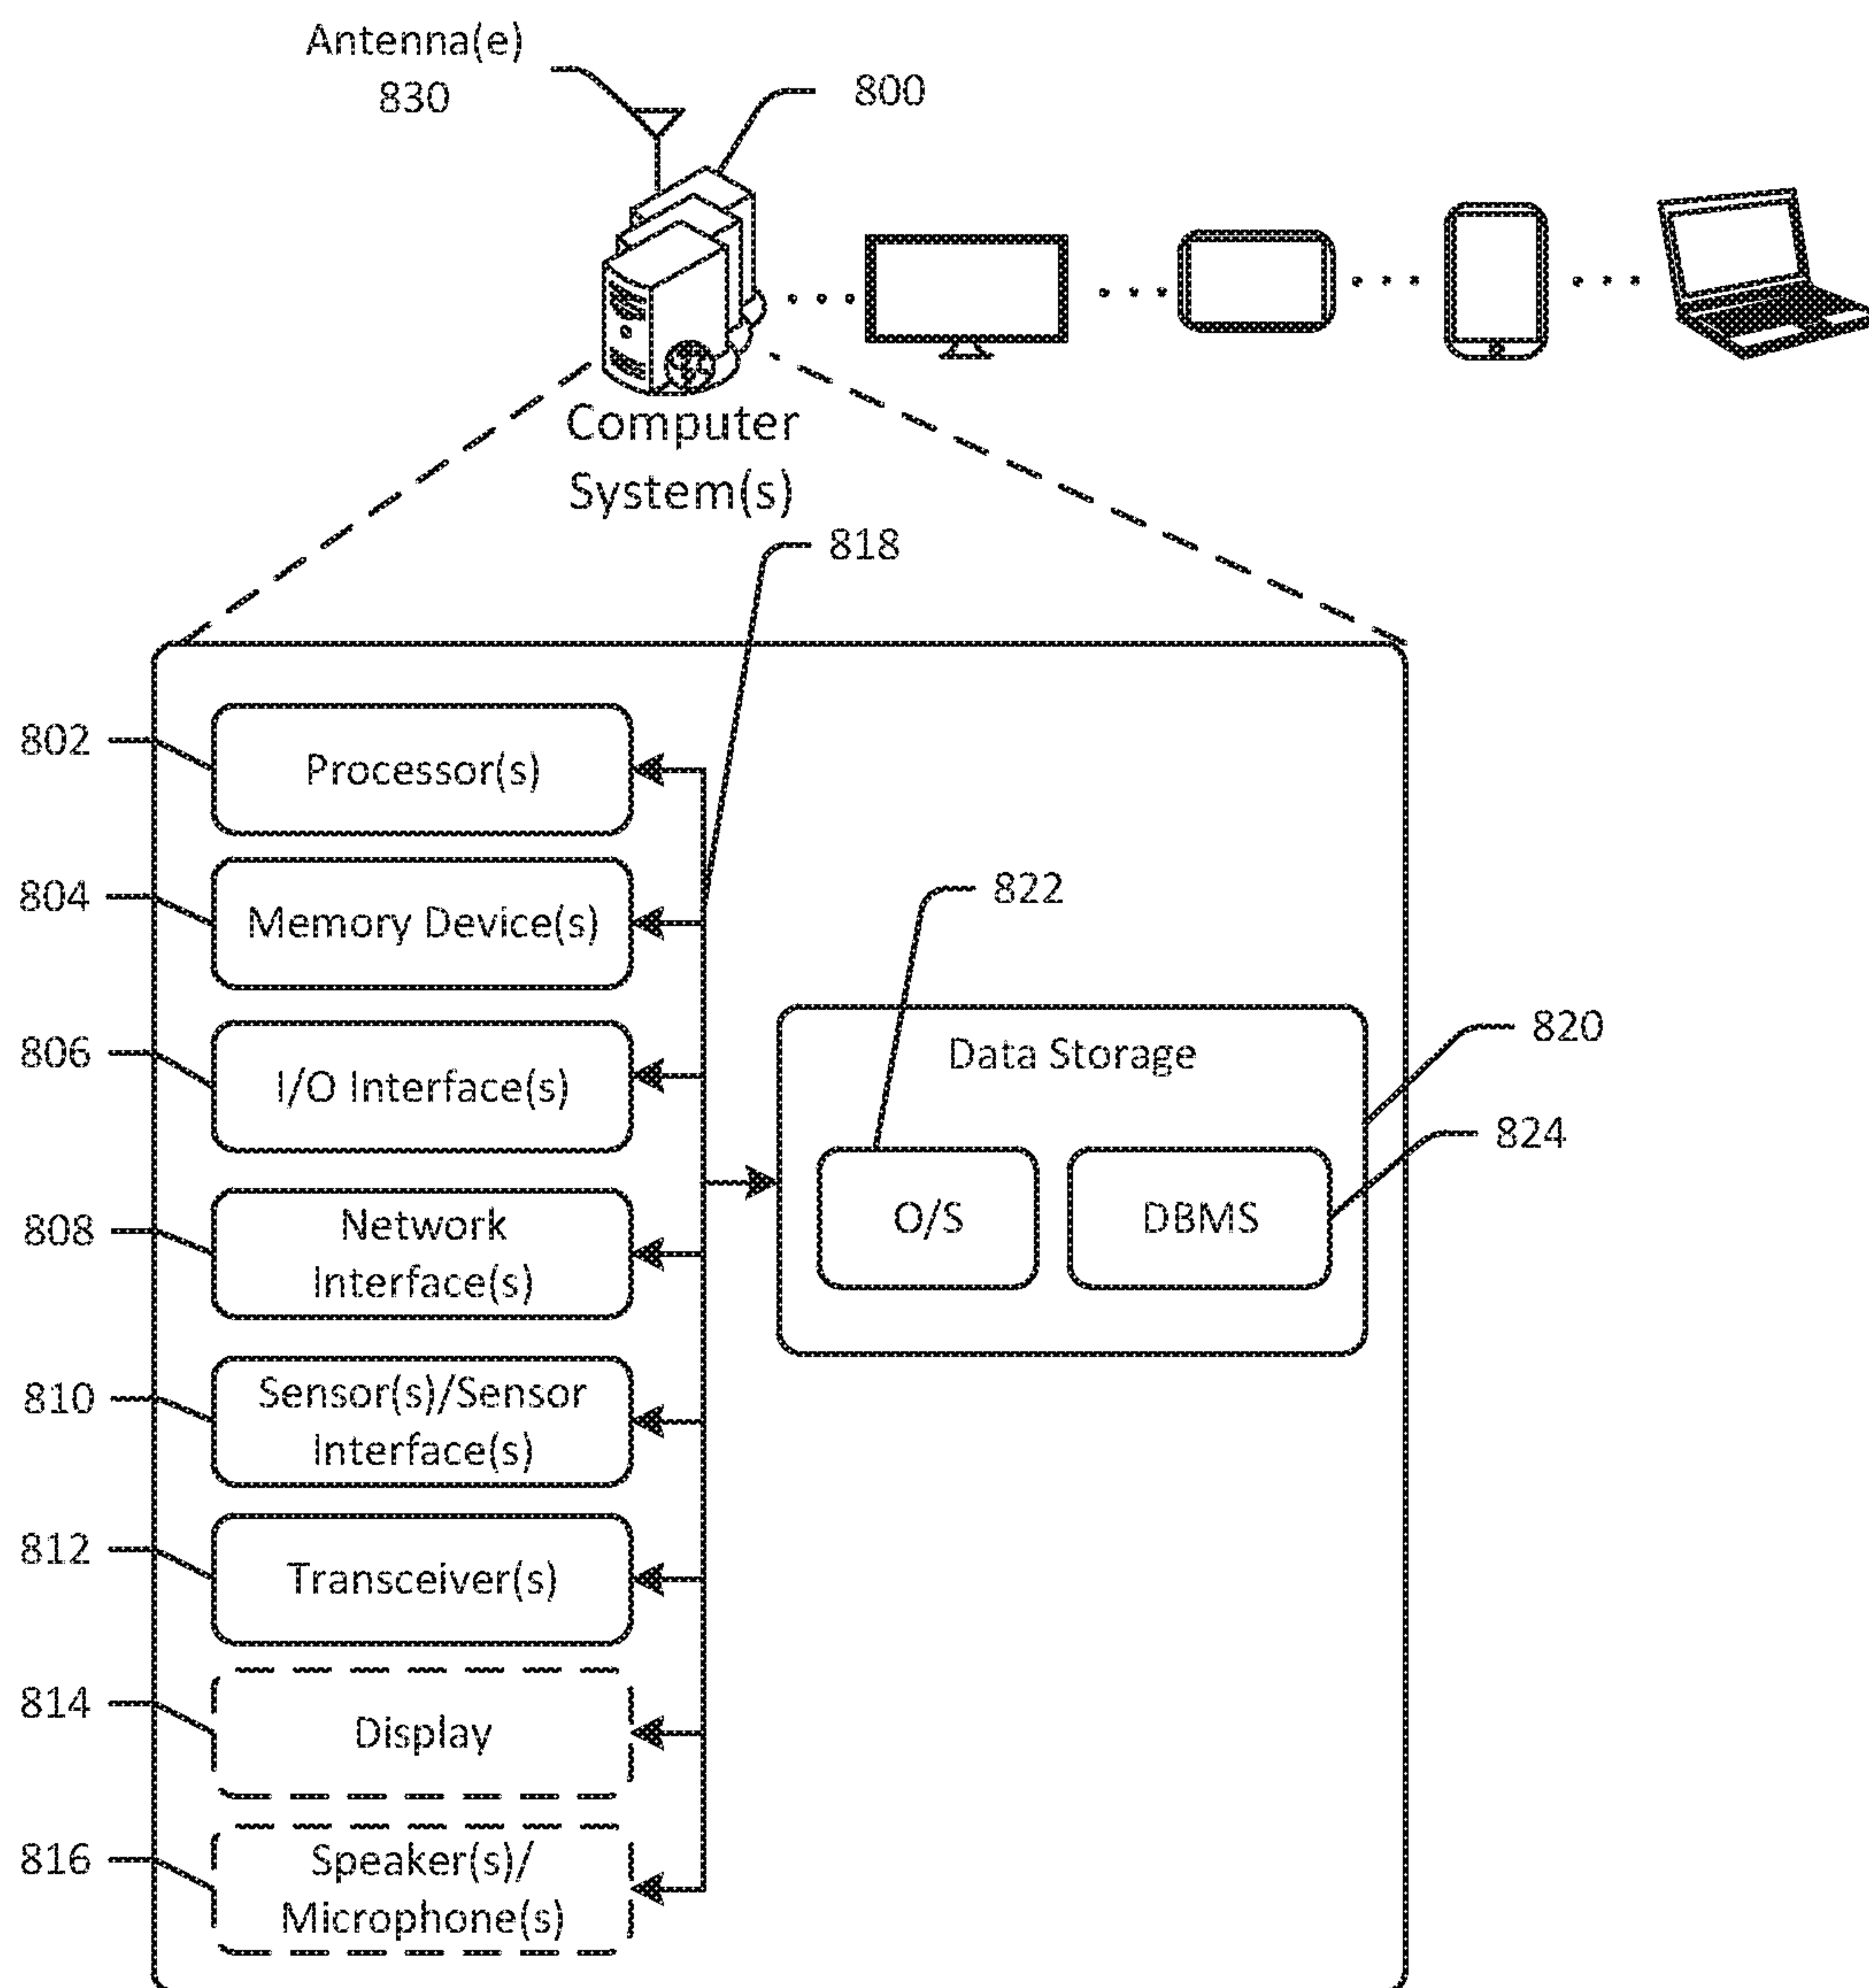 Antenna(e)
830
800
Computer
System(s)
818
802
Processor(s)
804
Memory Device(s)
822
806
I/O Interface(s)
Data Storage
820
824
808
Network
Interface(s)
O/S
DBMS
810
Sensor(s)/Sensor
Interface(s)
812
Transceiver(s)
814
Display
816
Speaker(s)/
Microphone(s)